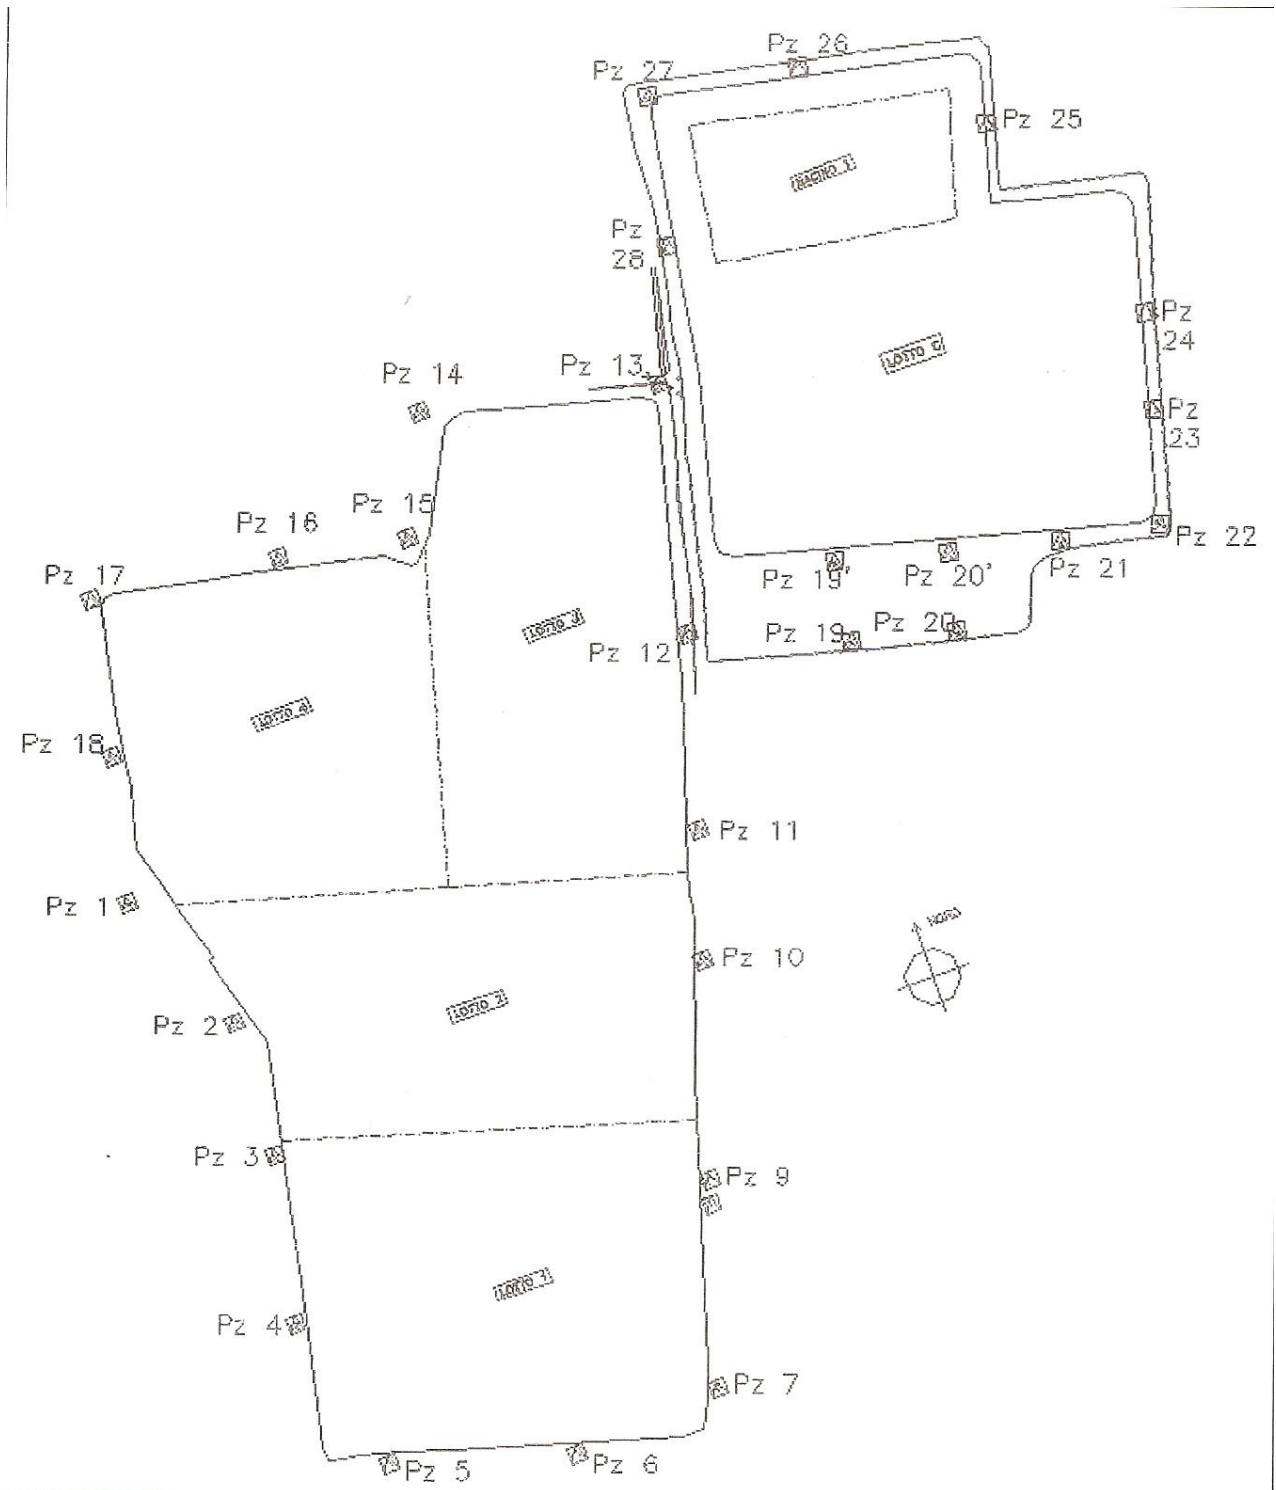 Pz 26
Pz 27
Pz 25
BACINO 1
Pz
28
Pz
24
LOTTO C
Pz 13
Pz 14
Pz
23
Pz 15
Pz 16
Pz 22
Pz 21
Pz 19'
Pz 20'
Pz 17
LOTTO 3
Pz 19
Pz 20
Pz 12
LOTTO 4
Pz 18
Pz 11
Pz 1
NORD
Pz 10
LOTTO 2
Pz 2
Pz 3
Pz 9
LOTTO 1
Pz 4
Pz 7
Pz 5
Pz 6